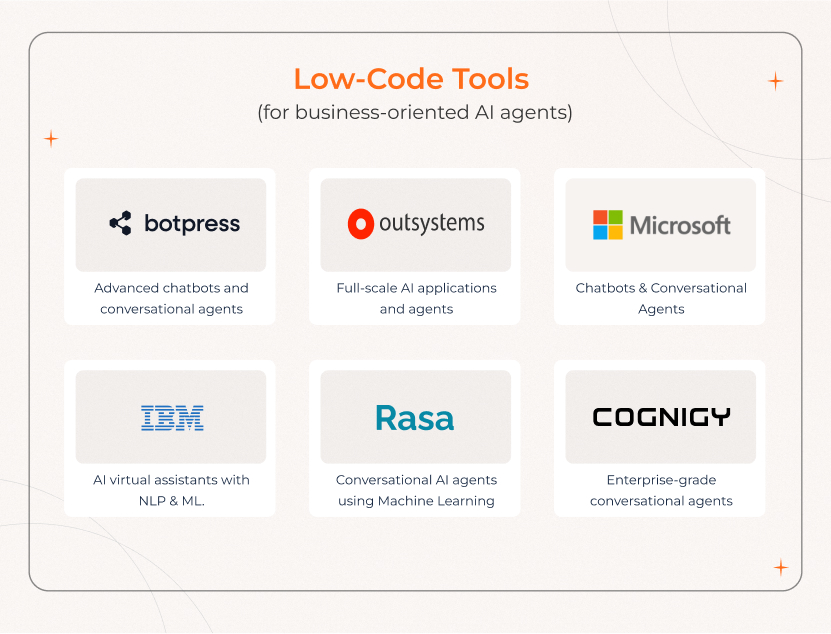 Low-Code Tools
(for business-oriented AI agents)
botpress
Advanced chatbots and
conversational agents
outsystems
Full-scale AI applications
and agents
Microsoft
Chatbots & Conversational
Agents
IBM
AI virtual assistants with
NLP & ML.
Rasa
Conversational AI agents
using Machine Learning
COGNIGY
Enterprise-grade
conversational agents